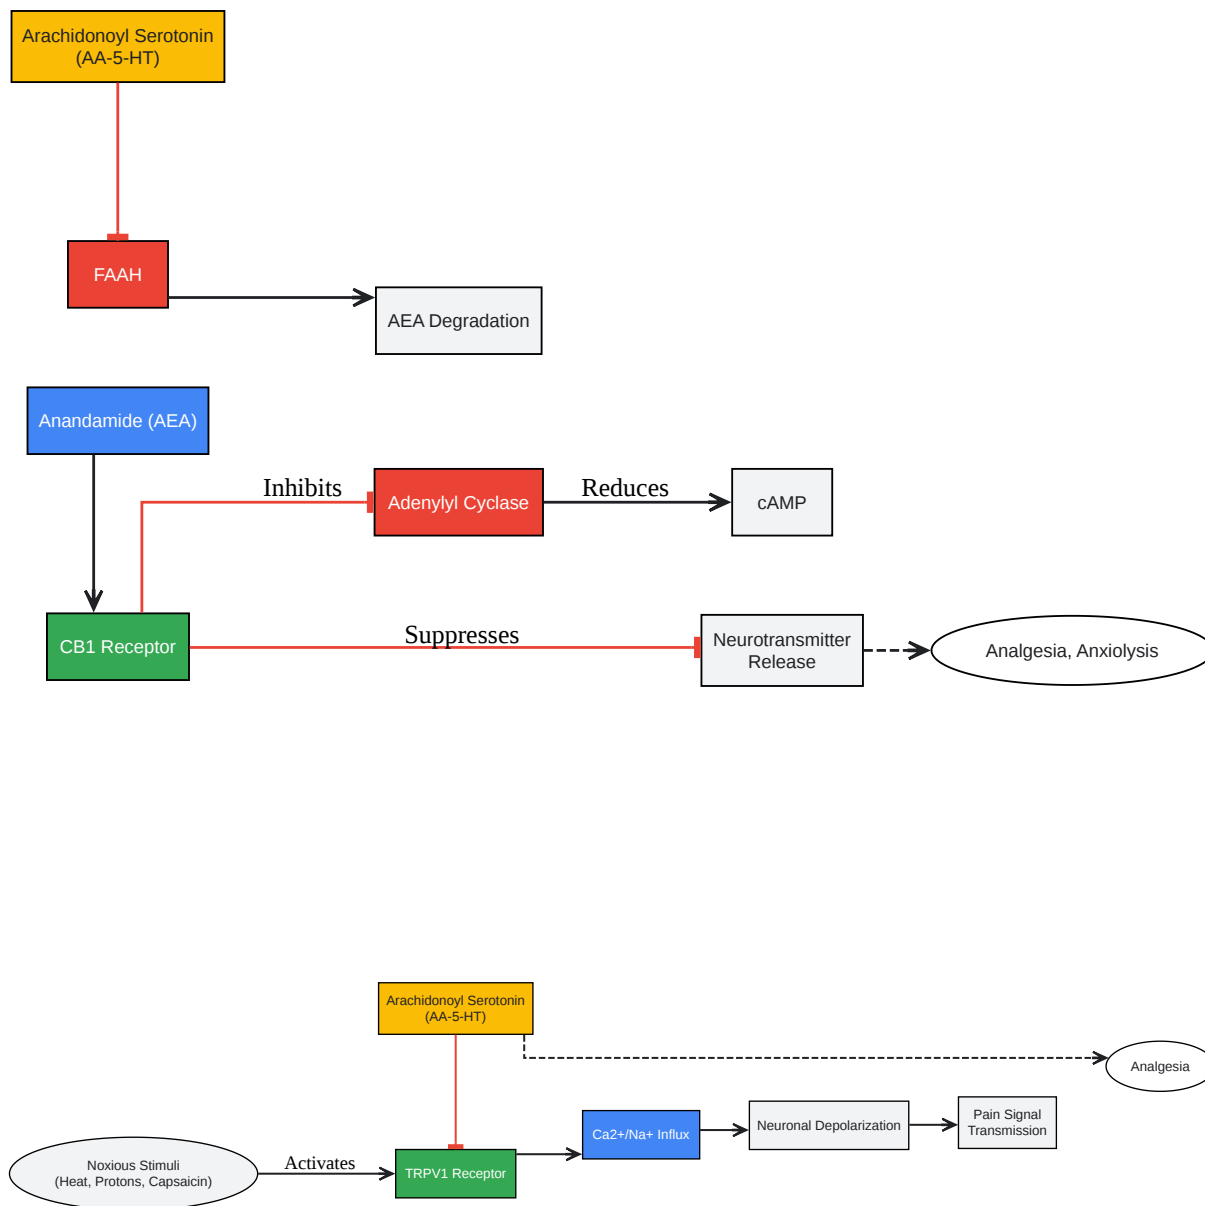 Arachidonoyl Serotonin
(AA-5-HT)
FAAH
AEA Degradation
Anandamide (AEA)
Inhibits
Adenylyl Cyclase
Reduces
cAMP
CB1 Receptor
Suppresses
Neurotransmitter
Release
Analgesia, Anxiolysis
Arachidonoyl Serotonin
(AA-5-HT)
Analgesia
Noxious Stimuli
(Heat, Protons, Capsaicin)
Activates
TRPV1 Receptor
Ca2+/Na+ Influx
Neuronal Depolarization
Pain Signal
Transmission